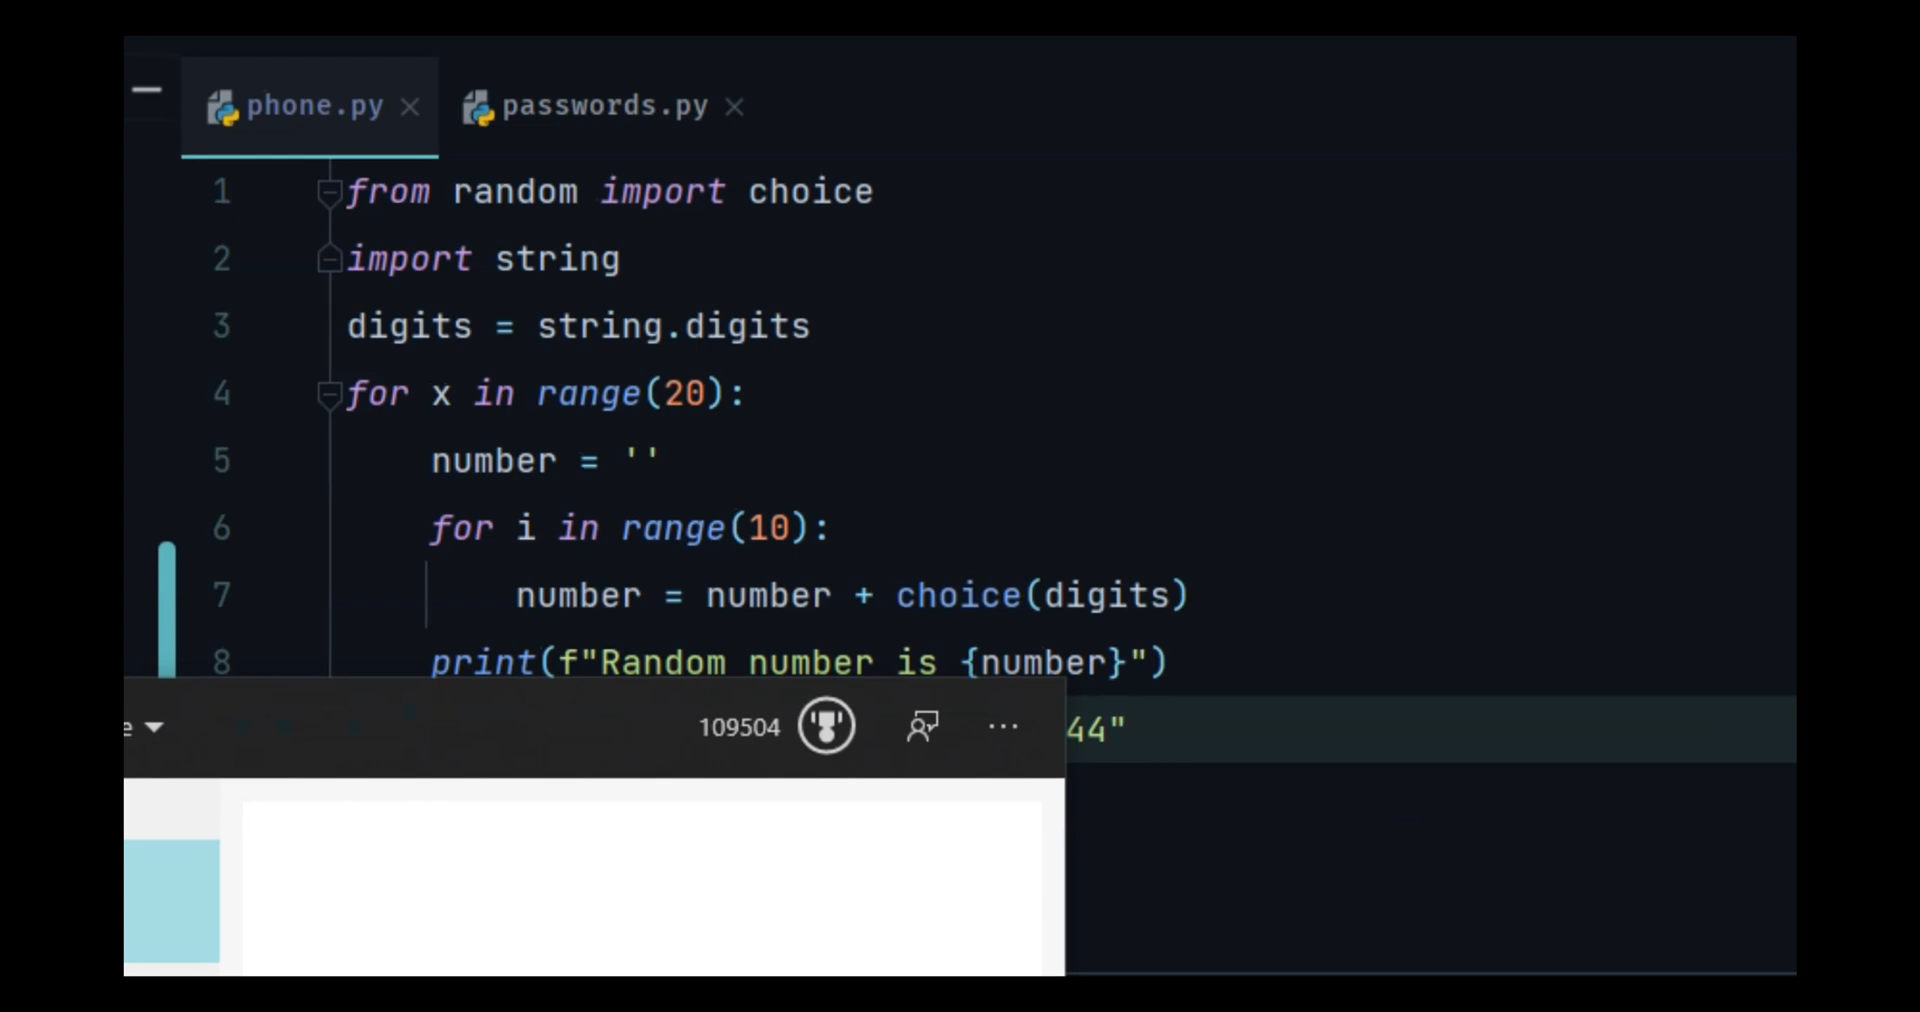 phone.py passwords.py
1 from random import choice
2 import string
3 digits = string.digits
4 for x in range(20):
5 number = ''
6 for i in range(10):
7 number = number + choice(digits)
8 print(f"Random number is {number}")
109504
44"